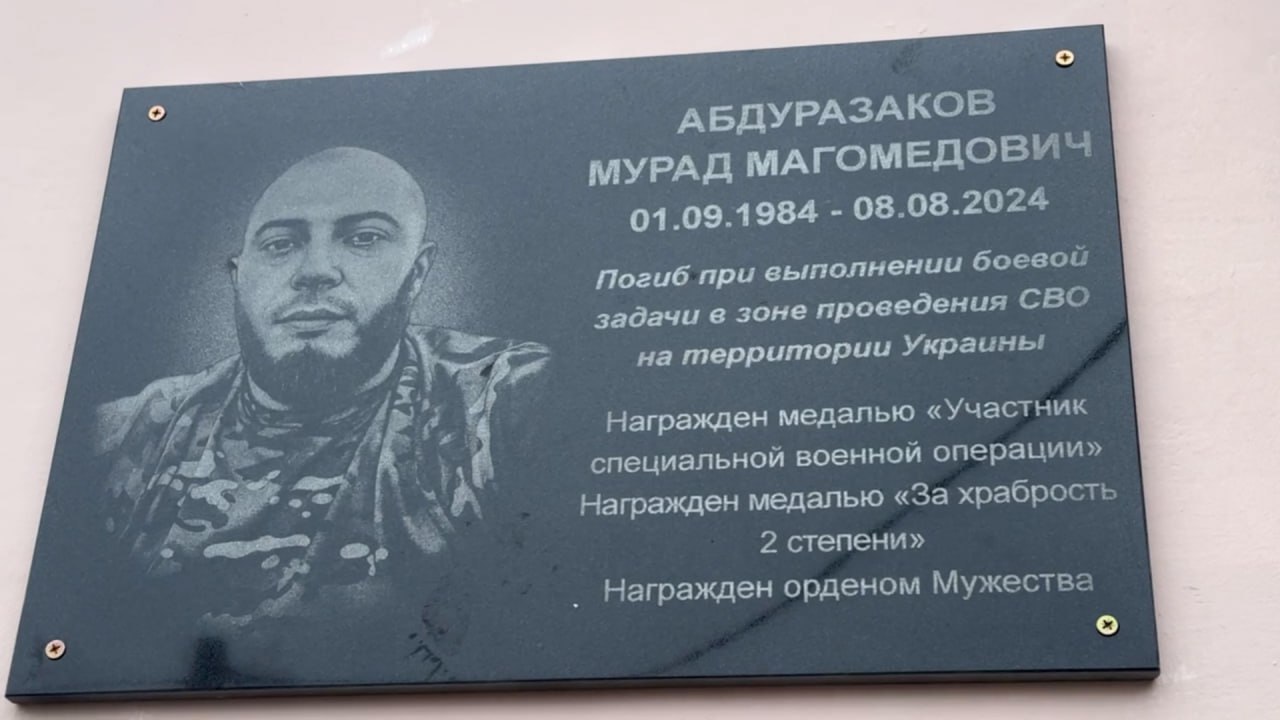 АБДУРАЗАКОВ
МУРАД МАГОМЕДОВИЧ
01.09.1984 - 08.08.2024
Погиб при выполнении боевой
задачи в зоне проведения СВО
на территории Украины
Награжден медалью «Участник
специальной военной операции»
Награжден медалью «За храбрость
2 степени»
Награжден орденом Мужества